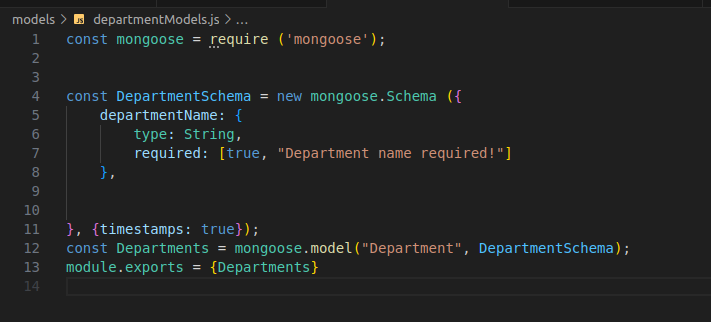 models > JS departmentModels.js > ...
1 const mongoose = require ('mongoose');
2
3
4 const DepartmentSchema = new mongoose.Schema ({
5     departmentName: {
6         type: String,
7         required: [true, "Department name required!"]
8     },
9
10
11 }, {timestamps: true});
12 const Departments = mongoose.model("Department", DepartmentSchema);
13 module.exports = {Departments}
14